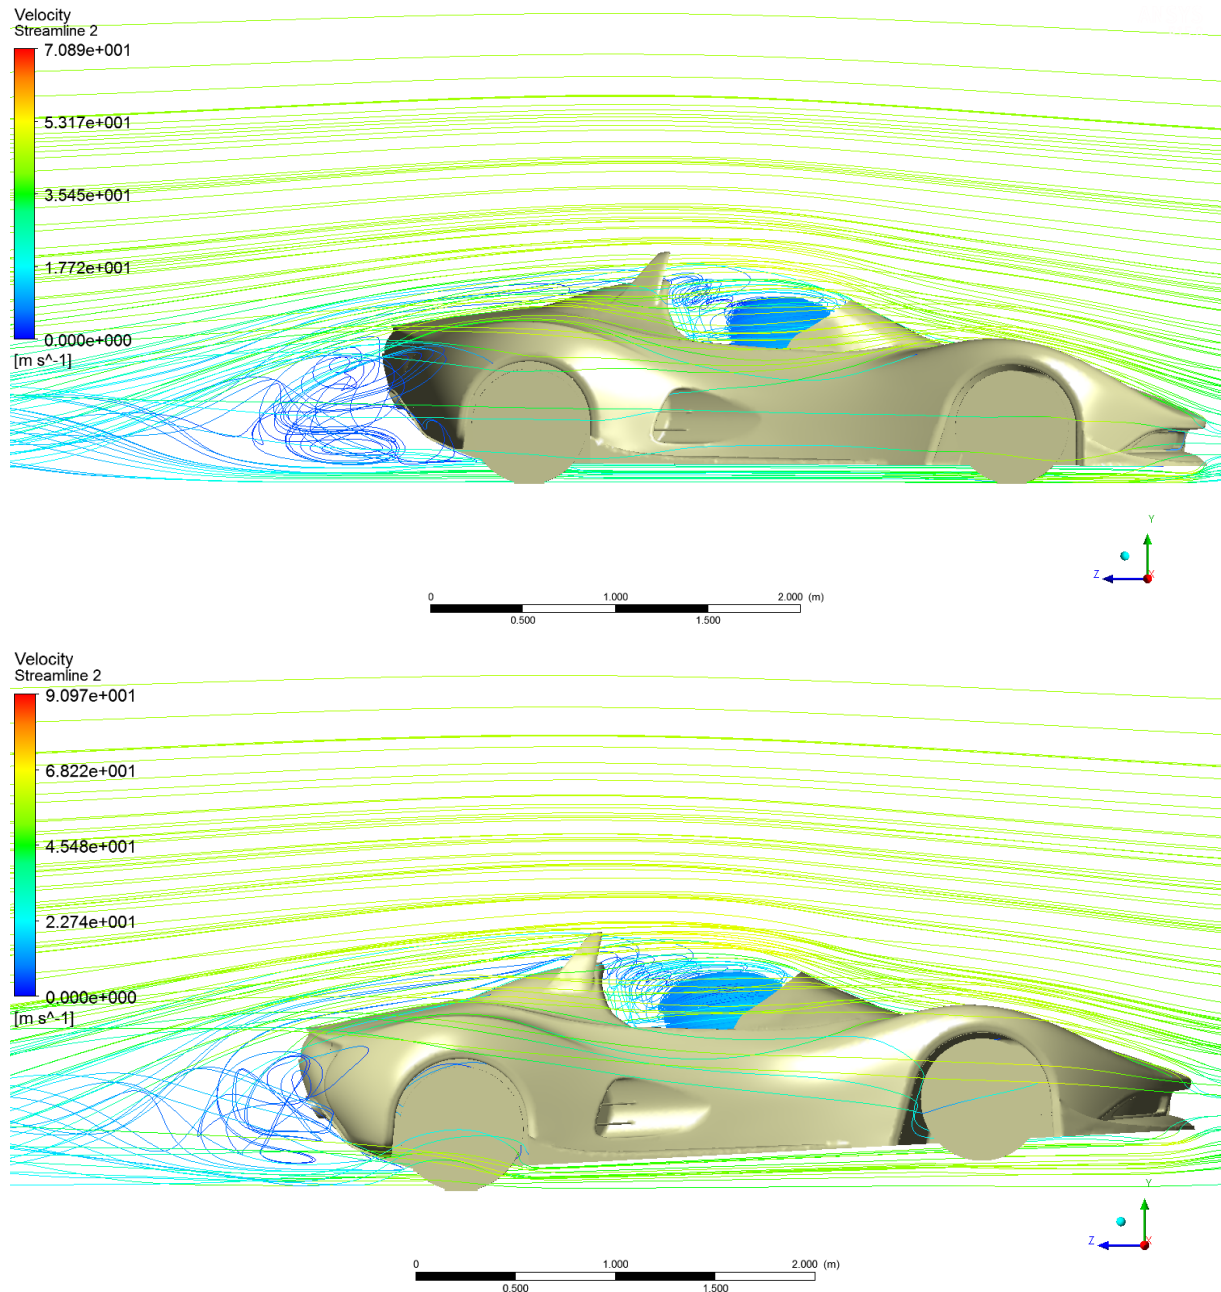 Velocity
Streamline 2
7.089e+001
5.317e+001
3.545e+001
1.772e+001
0.000e+000
[m s^-1]
Y
Z
X
0
1.000
2.000 (m)
0.500
1.500
Velocity
Streamline 2
9.097e+001
6.822e+001
4.548e+001
2.274e+001
0.000e+000
[m s^-1]
Y
Z
X
0
1.000
2.000 (m)
0.500
1.500